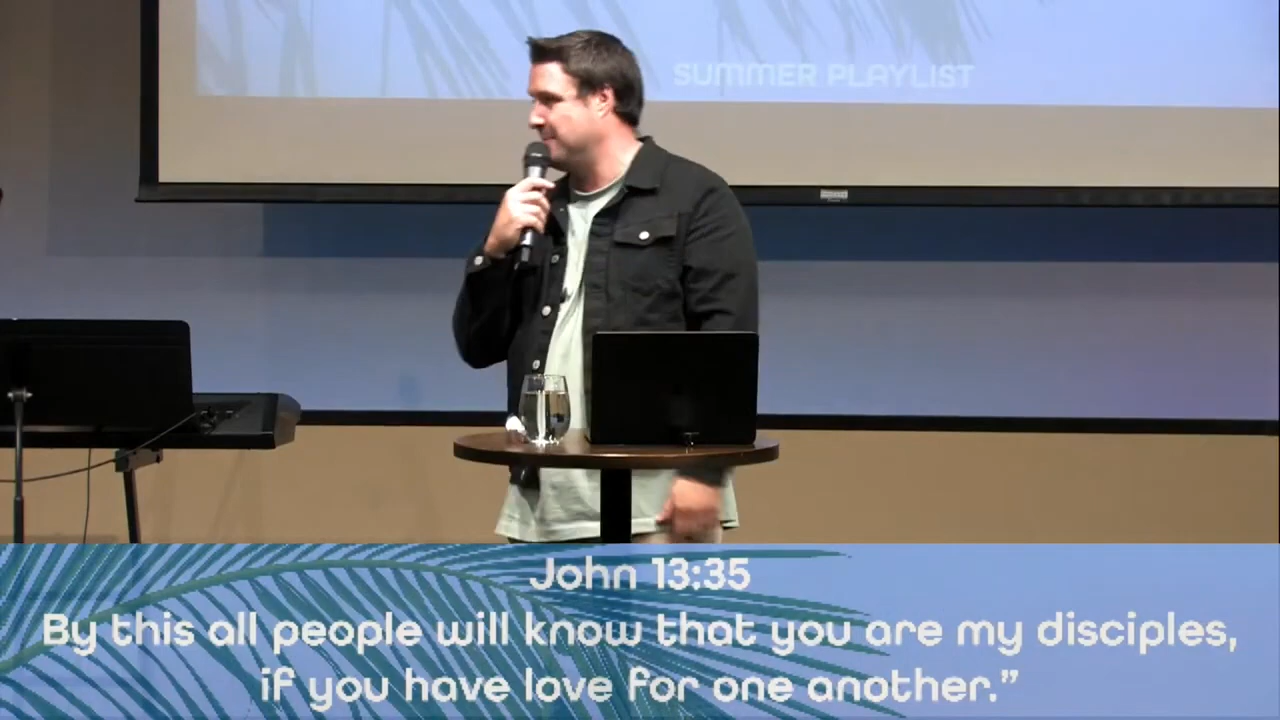 SUMMER PLAYLIST
John 13:35
By this all people will know that you are my disciples,
if you have love for one another.”